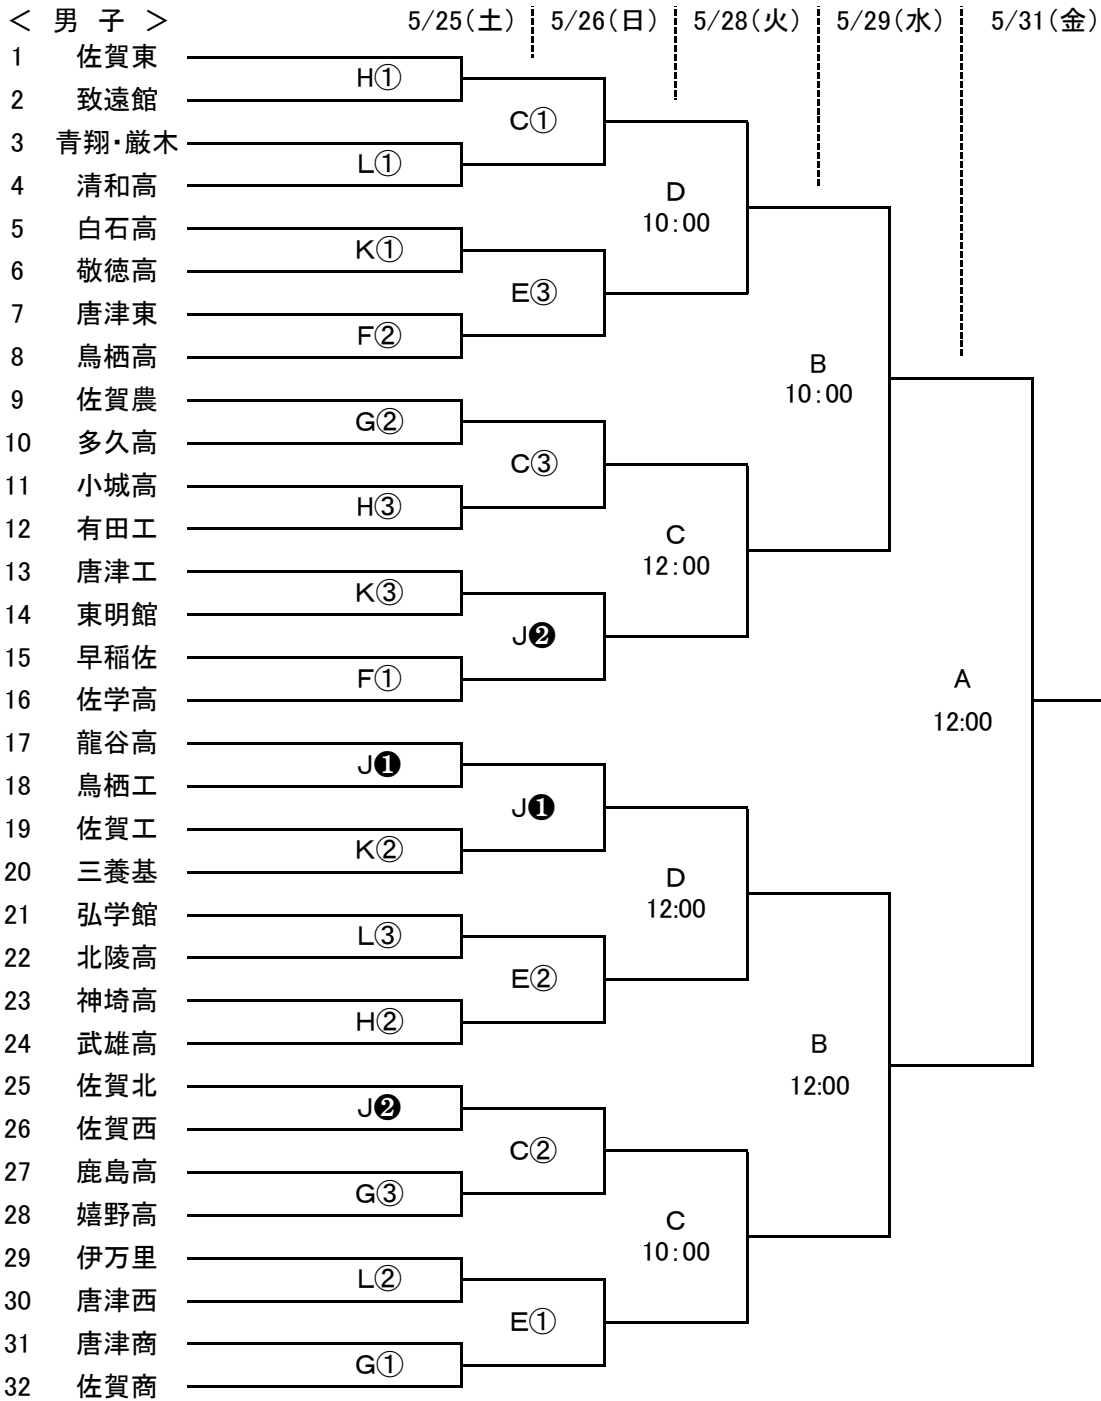 ＜ 男 子 ＞ 5/25(土) 5/26(日) 5/28(火) 5/29(水) 5/31(金)
1 佐賀東
H①
2 致遠館
C①
3 青翔・厳木
L①
4 清和高
D
10:00
5 白石高
K①
6 敬徳高
E③
7 唐津東
F②
8 鳥栖高
B
10:00
9 佐賀農
G②
10 多久高
C③
11 小城高
H③
12 有田工
C
12:00
13 唐津工
K③
14 東明館
J❷
15 早稲佐
F①
16 佐学高
A
12:00
17 龍谷高
J❶
18 鳥栖工
J❶
19 佐賀工
K②
20 三養基
D
12:00
21 弘学館
L③
22 北陵高
E②
23 神埼高
H②
24 武雄高
B
12:00
25 佐賀北
J❷
26 佐賀西
C②
27 鹿島高
G③
28 嬉野高
C
10:00
29 伊万里
L②
30 唐津西
E①
31 唐津商
G①
32 佐賀商